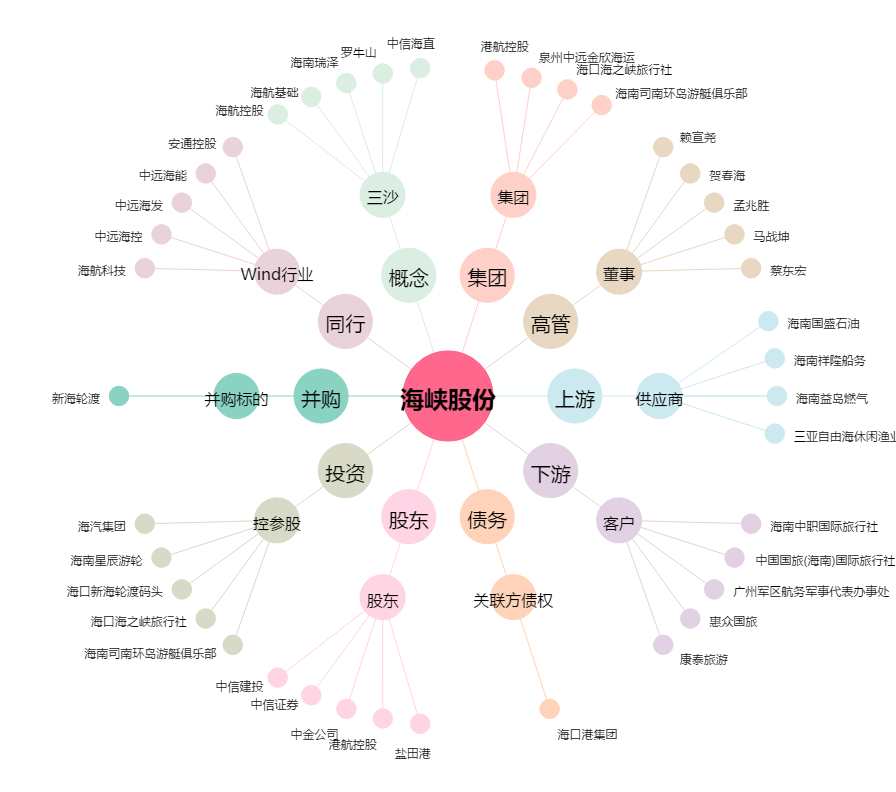 中信海直
罗牛山
海南瑞泽
海航基础
海航控股
港航控股
泉州中远金欣海运
海口海之峡旅行社
海南司南环岛游艇俱乐部
三沙
集团
概念
集团
安通控股
中远海能
中远海发
中远海控
海航科技
Wind行业
同行
赖宣尧
贺春海
孟兆胜
马战坤
蔡东宏
董事
高管
新海轮渡
并购标的
并购
海峡股份
上游
供应商
海南国盛石油
海南祥隆船务
海南益岛燃气
三亚自由海休闲渔业
投资
控参股
海汽集团
海南星辰游轮
海口新海轮渡码头
海口海之峡旅行社
海南司南环岛游艇俱乐部
下游
客户
海南中职国际旅行社
中国国旅(海南)国际旅行社
广州军区航务军事代表办事处
惠众国旅
康泰旅游
股东
股东
中信建投
中信证券
中金公司
港航控股
盐田港
债务
关联方债权
海口港集团